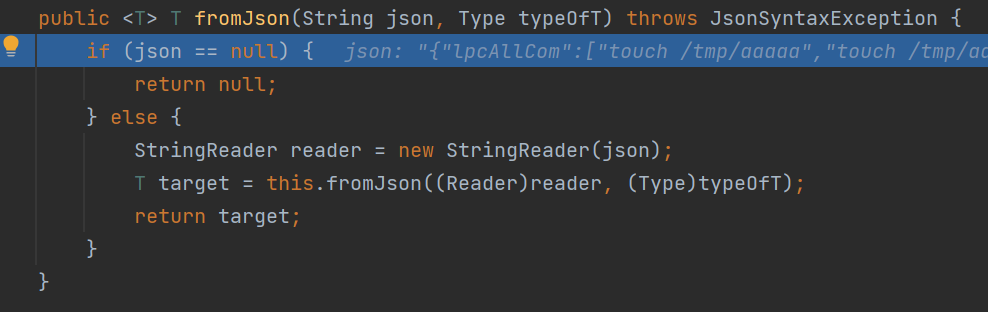 public <T> T fromJson(String json, Type typeOfT) throws JsonSyntaxException {
if (json == null) { json: "{"lpcAllCom":["touch /tmp/aaaaa","touch /tmp/aa
return null;
} else {
StringReader reader = new StringReader(json);
T target = this.fromJson((Reader)reader, (Type)typeOfT);
return target;
}
}